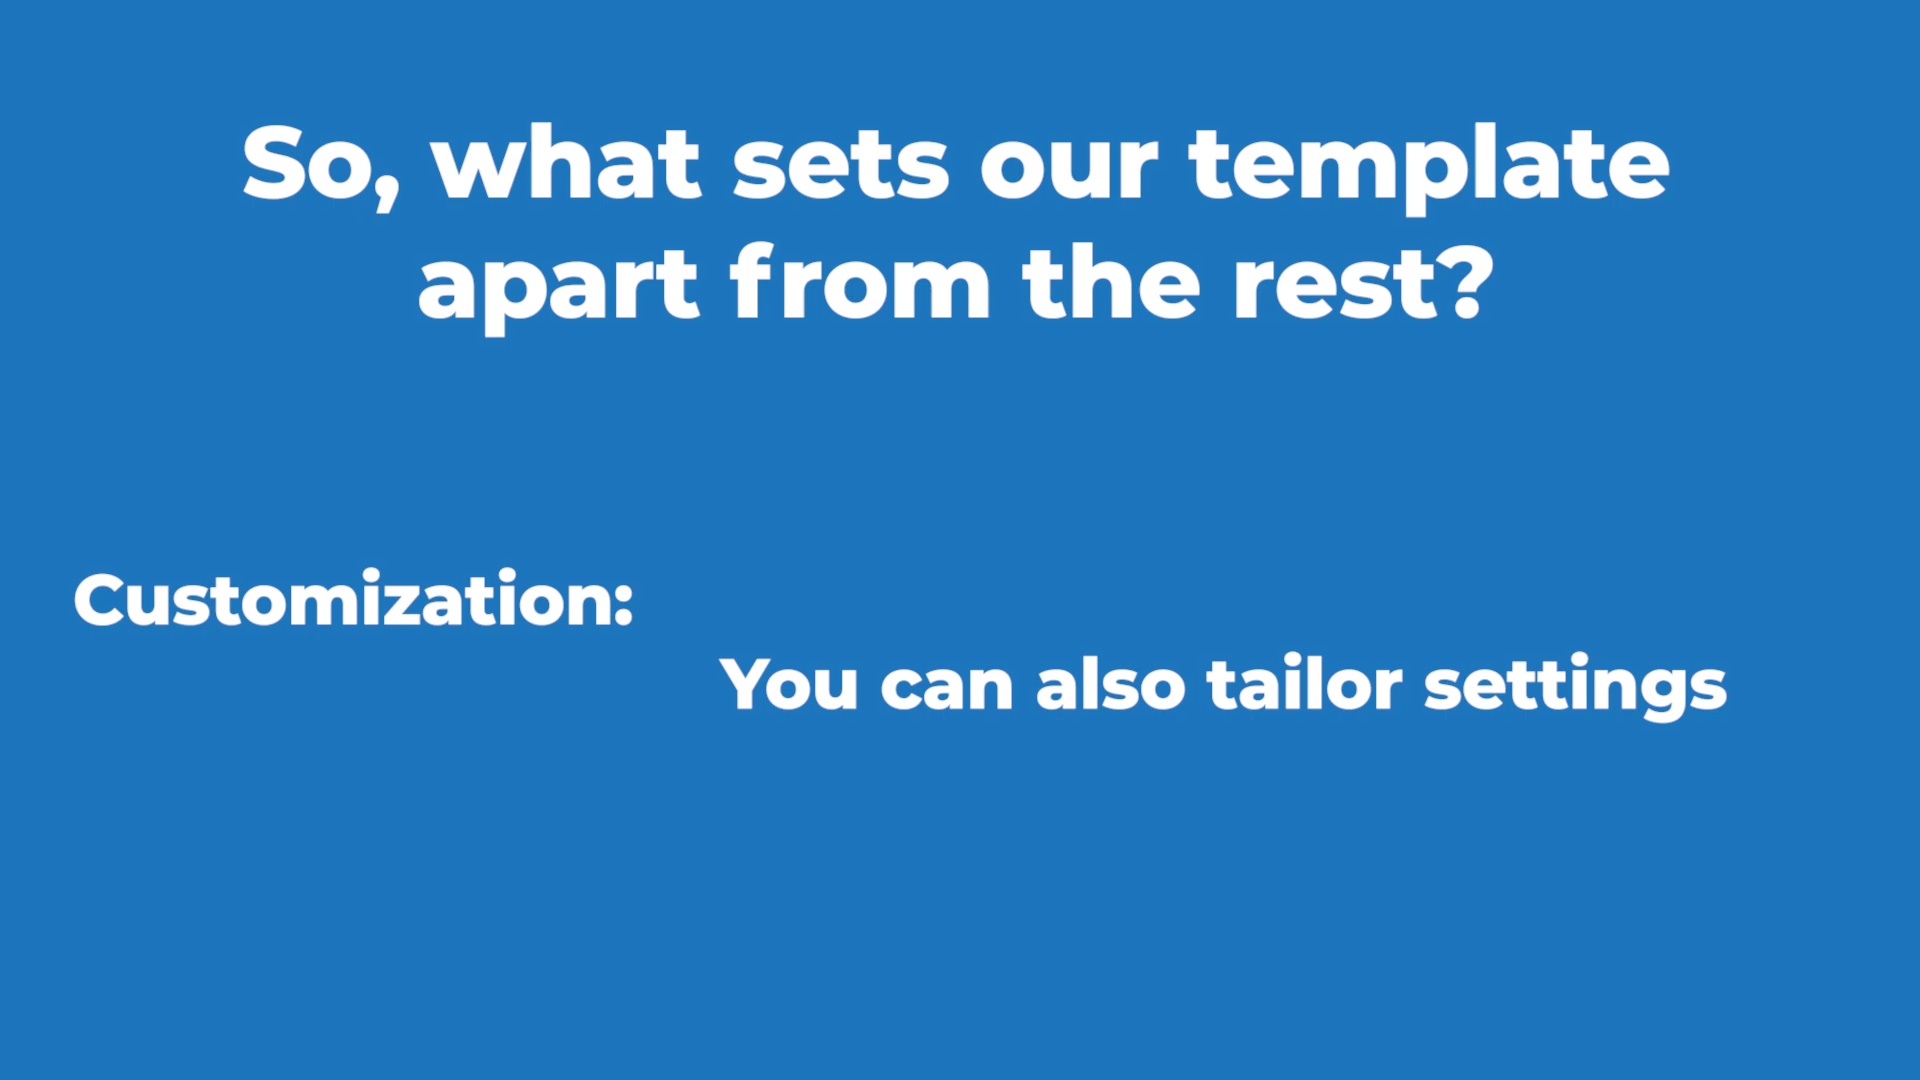 So, what sets our template
apart from the rest?
Customization:
You can also tailor settings